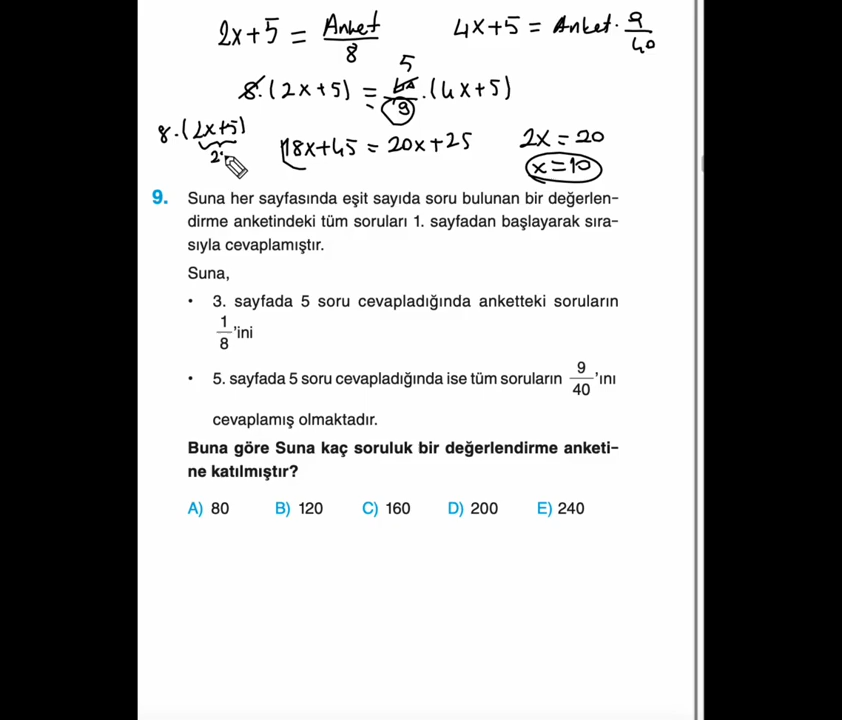 2x+5 = Anket/8    4x+5 = Anket · 9/40
8·(2x+5) = 40/9 · (4x+5)
5
8·(2x+5)    18x+45 = 20x+25    2x = 20
2    x=10
9. Suna her sayfasında eşit sayıda soru bulunan bir değerlen-
dirme anketindeki tüm soruları 1. sayfadan başlayarak sıra-
sıyla cevaplamıştır.
Suna,
• 3. sayfada 5 soru cevapladığında anketteki soruların
1/8'ini
• 5. sayfada 5 soru cevapladığında ise tüm soruların 9/40'ını
cevaplamış olmaktadır.
Buna göre Suna kaç soruluk bir değerlendirme anketi-
ne katılmıştır?
A) 80    B) 120    C) 160    D) 200    E) 240